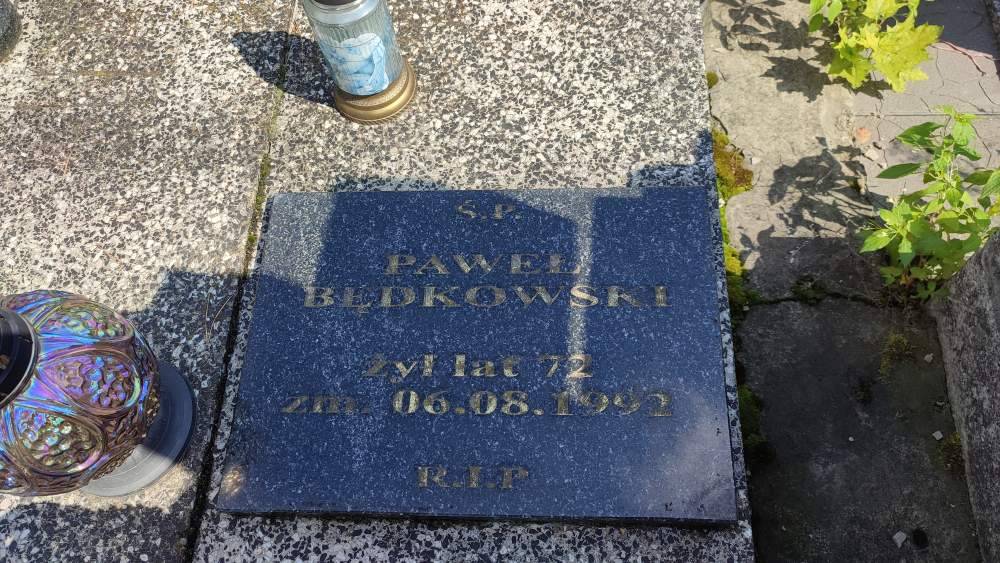 Ś.P.
PAWEŁ
BĘDKOWSKI
żył lat 72
zm. 06.08.1992
R.I.P